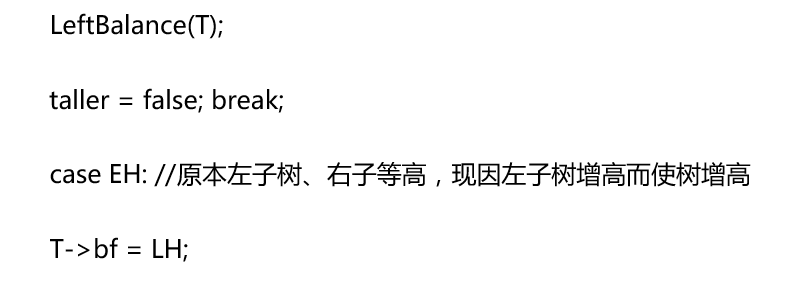 LeftBalance(T);
taller = false; break;
case EH: //原本左子树、右子等高，现因左子树增高而使树增高
T->bf = LH;